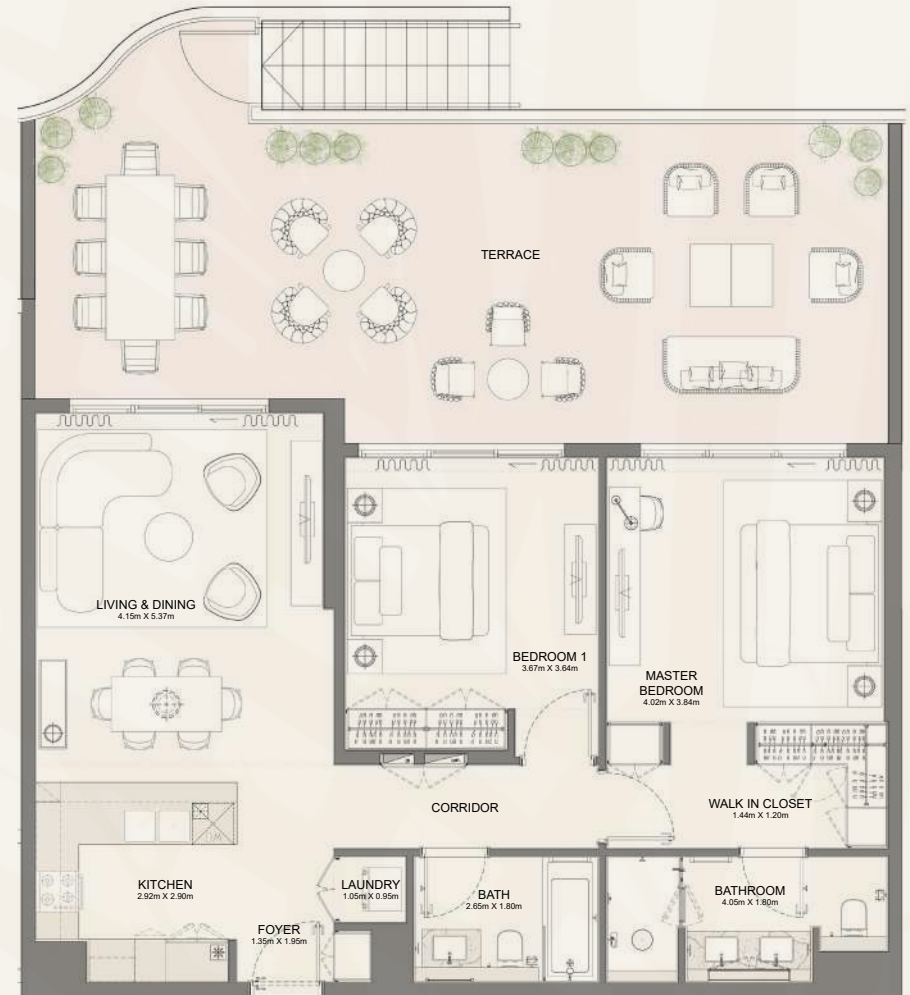 TERRACE
LIVING & DINING
4.15m X 5.37m
BEDROOM 1
3.67m X 3.64m
MASTER
BEDROOM
4.02m X 3.84m
CORRIDOR
WALK IN CLOSET
1.44m X 1.20m
KITCHEN
2.92m X 2.90m
LAUNDRY
1.05m X 0.95m
BATH
2.65m X 1.80m
BATHROOM
4.05m X 1.80m
FOYER
1.35m X 1.95m